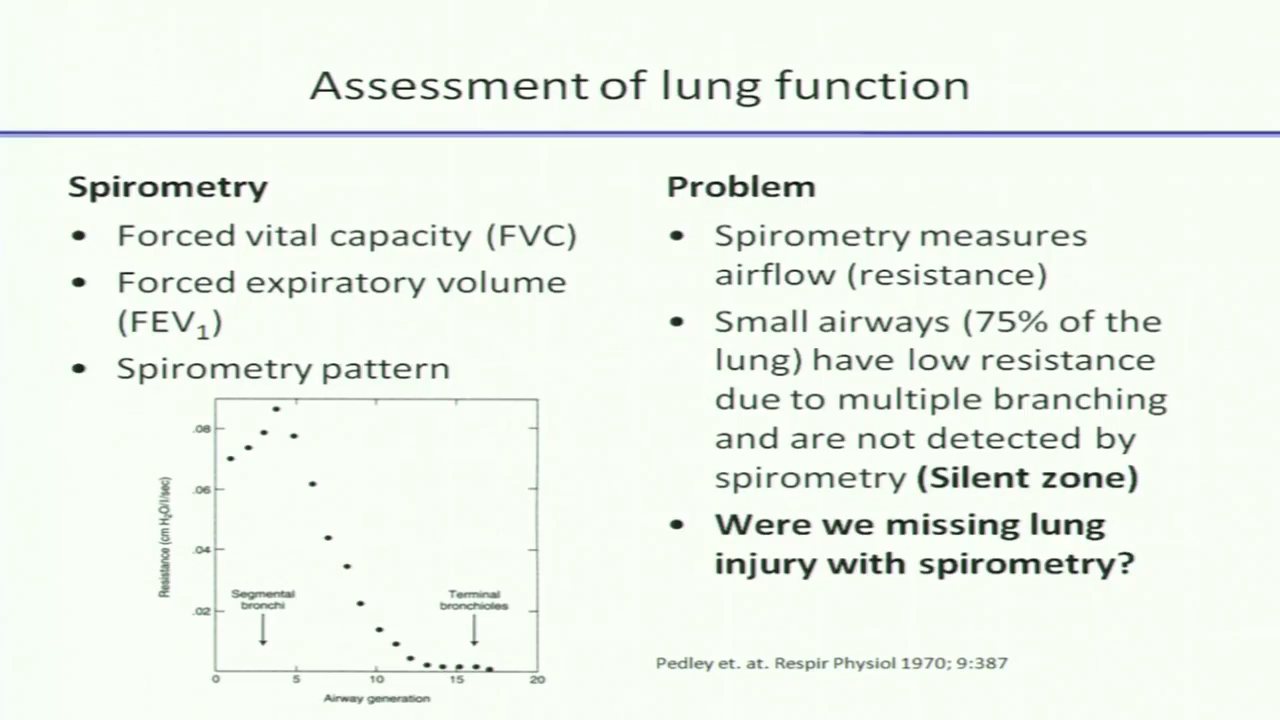 Assessment of lung function
Spirometry
• Forced vital capacity (FVC)
• Forced expiratory volume
(FEV₁)
• Spirometry pattern
.08
.06
.04
.02
Resistance (cm H₂O/l/sec)
Segmental
bronchi
Terminal
bronchioles
0 5 10 15 20
Airway generation
Problem
• Spirometry measures
airflow (resistance)
• Small airways (75% of the
lung) have low resistance
due to multiple branching
and are not detected by
spirometry (Silent zone)
• Were we missing lung
injury with spirometry?
Pedley et. at. Respir Physiol 1970; 9:387